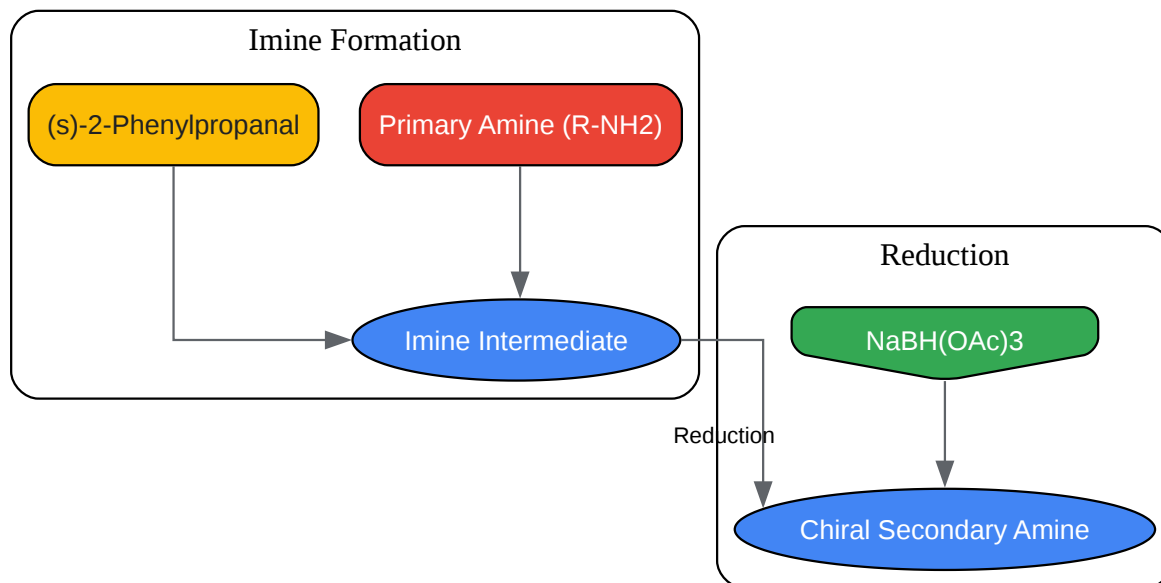 Imine Formation
(s)-2-Phenylpropanal
Primary Amine (R-NH2)
Imine Intermediate
Reduction
NaBH(OAc)3
Reduction
Chiral Secondary Amine